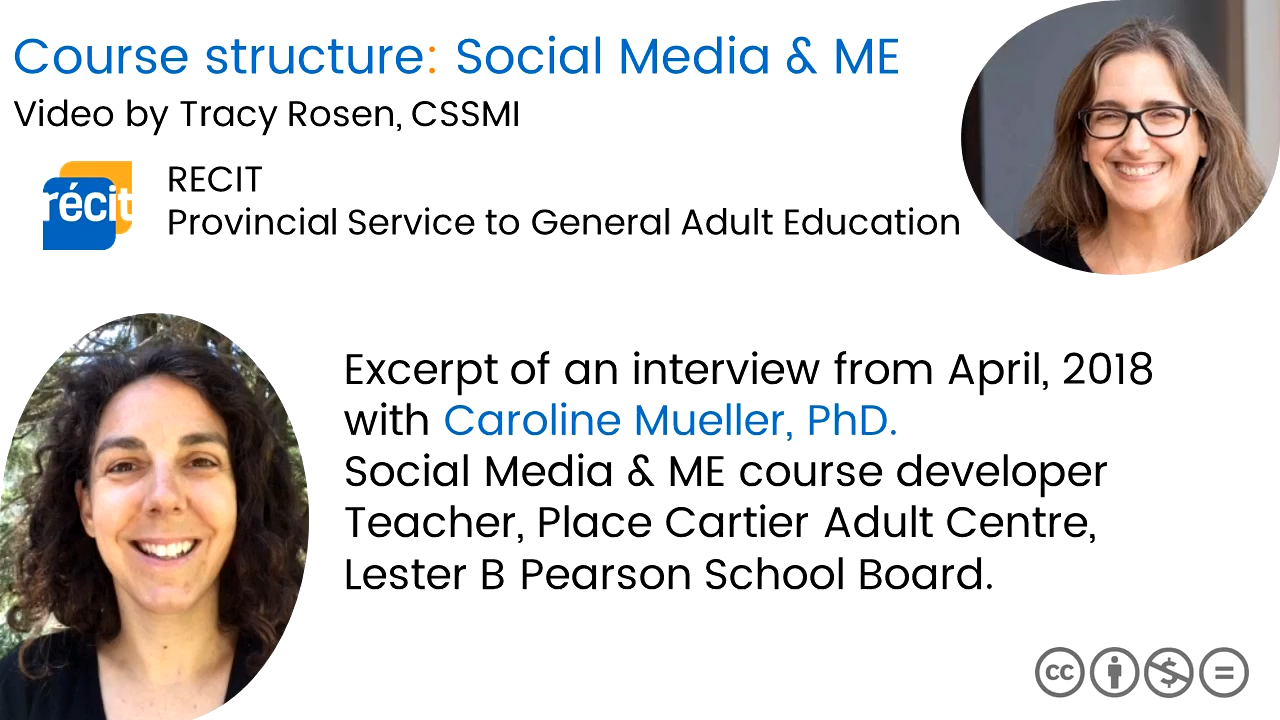 Course structure: Social Media & ME
Video by Tracy Rosen, CSSMI
récit
RECIT
Provincial Service to General Adult Education
Excerpt of an interview from April, 2018
with Caroline Mueller, PhD.
Social Media & ME course developer
Teacher, Place Cartier Adult Centre,
Lester B Pearson School Board.
cc